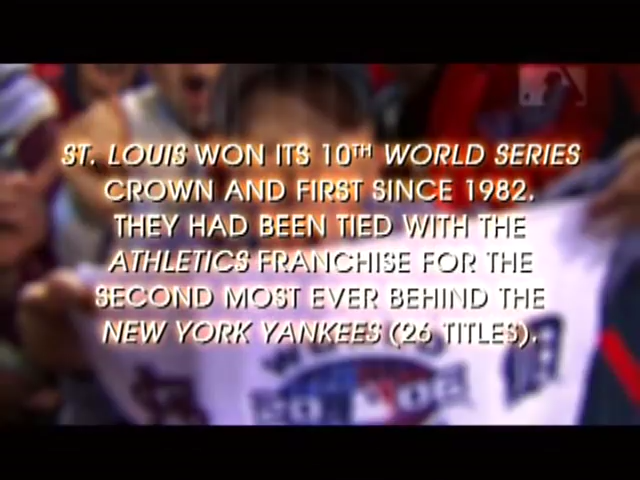 ST. LOUIS WON ITS 10TH WORLD SERIES
CROWN AND FIRST SINCE 1982.
THEY HAD BEEN TIED WITH THE
ATHLETICS FRANCHISE FOR THE
SECOND MOST EVER BEHIND THE
NEW YORK YANKEES (26 TITLES).